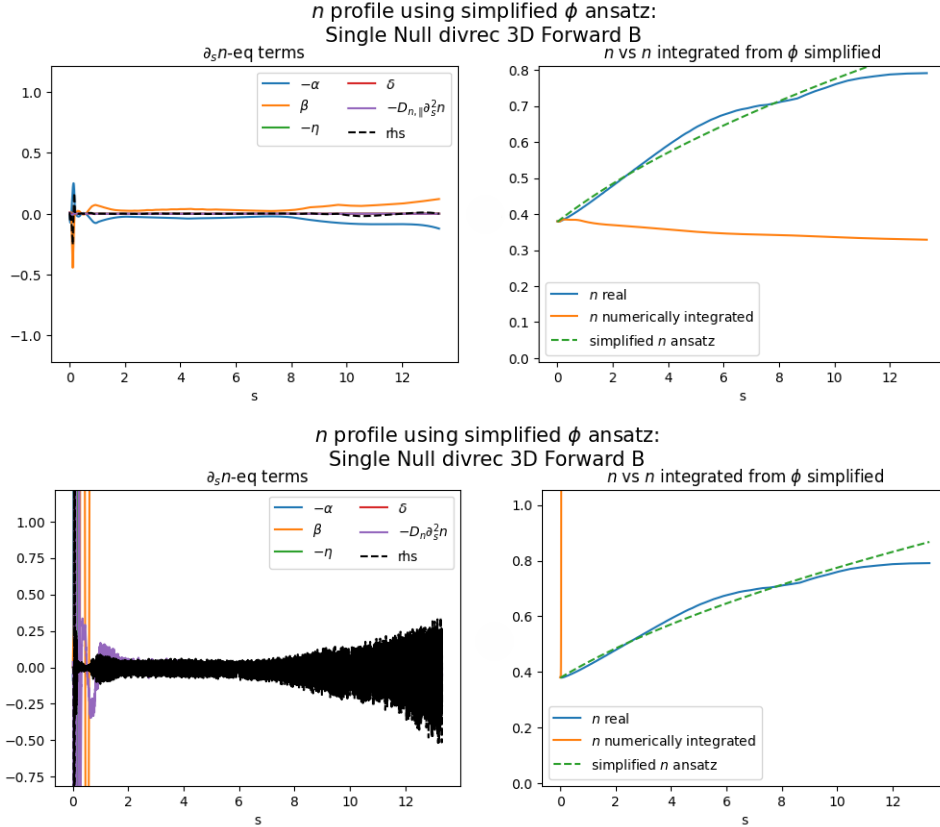 n profile using simplified ϕ ansatz:
Single Null divrec 3D Forward B
∂ₛn-eq terms
n vs n integrated from ϕ simplified
1.0
0.5
0.0
−0.5
−1.0
−α
β
−η
δ
−Dₙ,∥∂ₛ²n
rhs
0 2 4 6 8 10 12
s
0.8
0.7
0.6
0.5
0.4
0.3
0.2
0.1
0.0
n real
n numerically integrated
simplified n ansatz
0 2 4 6 8 10 12
s
n profile using simplified ϕ ansatz:
Single Null divrec 3D Forward B
∂ₛn-eq terms
n vs n integrated from ϕ simplified
1.00
0.75
0.50
0.25
0.00
−0.25
−0.50
−0.75
−α
β
−η
δ
−Dₙ∂ₛ²n
rhs
0 2 4 6 8 10 12
s
1.0
0.8
0.6
0.4
0.2
0.0
n real
n numerically integrated
simplified n ansatz
0 2 4 6 8 10 12
s